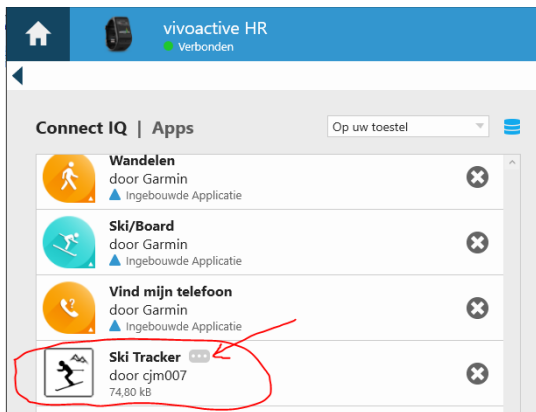 vivoactive HR
Verbonden
Connect IQ | Apps
Op uw toestel
Wandelen
door Garmin
Ingebouwde Applicatie
Ski/Board
door Garmin
Ingebouwde Applicatie
Vind mijn telefoon
door Garmin
Ingebouwde Applicatie
Ski Tracker
door cjm007
74,80 kB